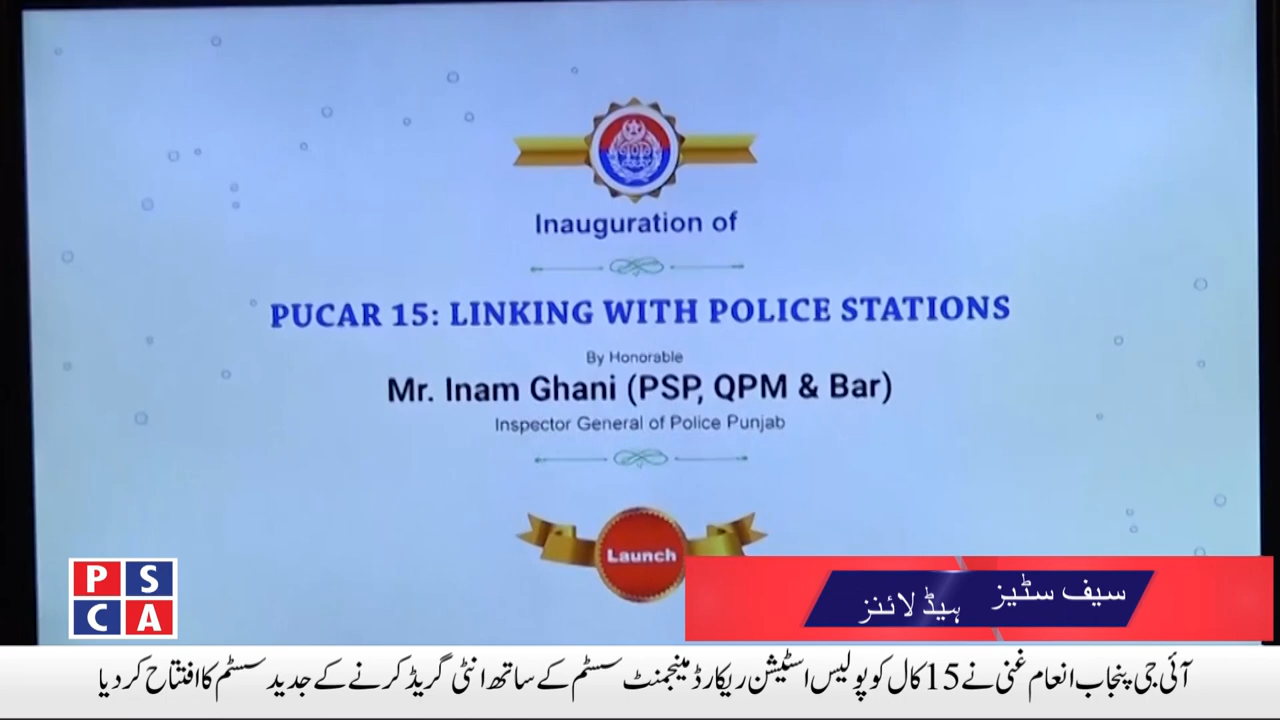 Inauguration of
PUCAR 15: LINKING WITH POLICE STATIONS
By Honorable
Mr. Inam Ghani (PSP, QPM & Bar)
Inspector General of Police Punjab
Launch
PS
CA
سیف سٹیز
ہیڈ لائنز
آئی جی پنجاب انعام غنی نے 15 کال کو پولیس اسٹیشن ریکارڈ مینجمنٹ سسٹم کے ساتھ انٹی گریڈ کرنے کے جدید سسٹم کا افتتاح کر دیا